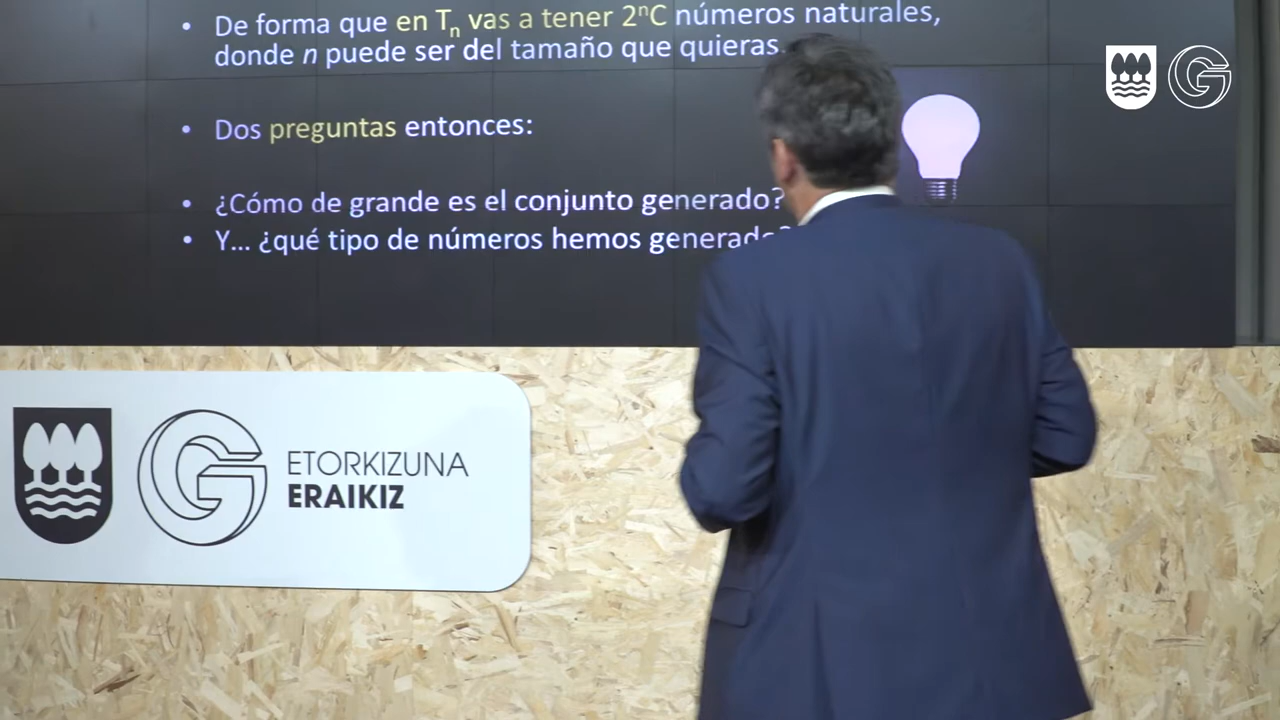 • De forma que en Tn vas a tener 2ⁿC números naturales,
donde n puede ser del tamaño que quieras.
• Dos preguntas entonces:
• ¿Cómo de grande es el conjunto generado?
• Y... ¿qué tipo de números hemos generado?
ETORKIZUNA
ERAIKIZ